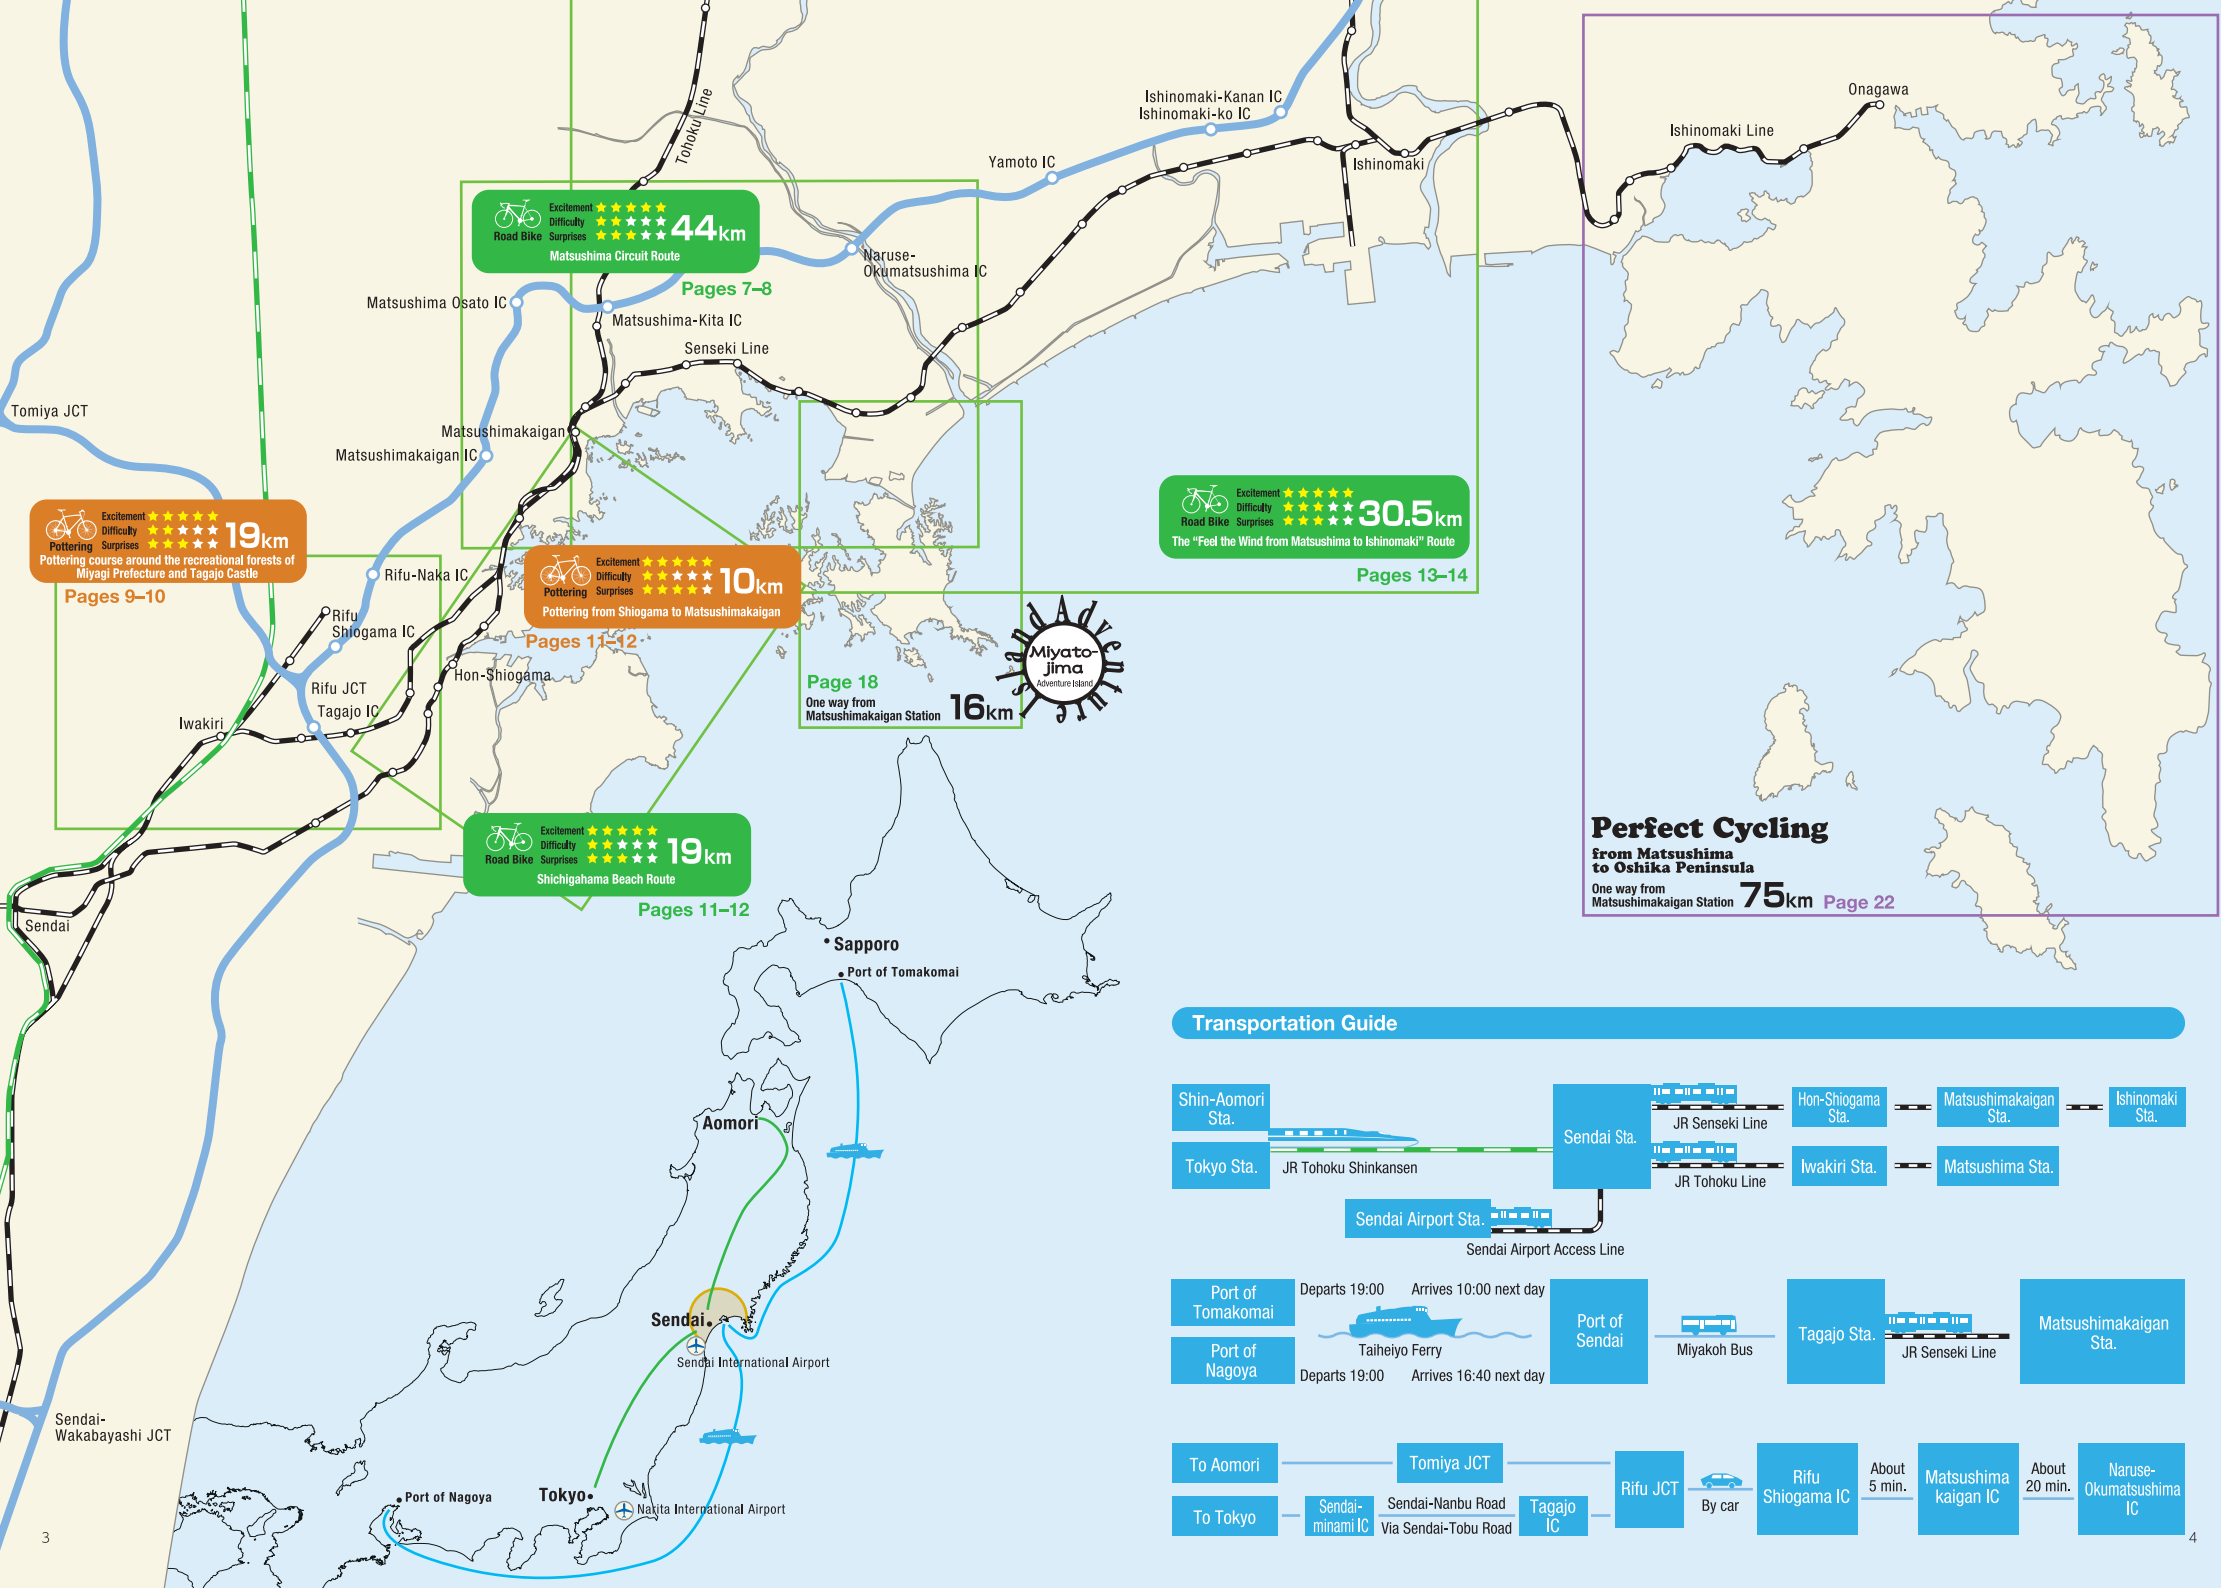 Onagawa
Ishinomaki Line
Ishinomaki-Kanan IC
Ishinomaki-ko IC
Tohoku Line
Yamoto IC
Ishinomaki
Excitement
Difficulty
Road Bike Surprises
44km
Matsushima Circuit Route
Pages 7–8
Naruse-
Okumatsushima IC
Matsushima Osato IC
Matsushima-Kita IC
Senseki Line
Tomiya JCT
Matsushimakaigan
Matsushimakaigan IC
Excitement
Difficulty
Road Bike Surprises
30.5km
The “Feel the Wind from Matsushima to Ishinomaki” Route
Pages 13–14
Excitement
Difficulty
Pottering Surprises
19km
Pottering course around the recreational forests of
Miyagi Prefecture and Tagajo Castle
Pages 9–10
Excitement
Difficulty
Pottering Surprises
10km
Pottering from Shiogama to Matsushimakaigan
Pages 11–12
Rifu-Naka IC
Rifu
Shiogama IC
Hon-Shiogama
Rifu JCT
Tagajo IC
Iwakiri
Adventure Island
Miyato-
jima
Adventure Island
Page 18
One way from
Matsushimakaigan Station 16km
Excitement
Difficulty
Road Bike Surprises
19km
Shichigahama Beach Route
Pages 11–12
Perfect Cycling
from Matsushima
to Oshika Peninsula
One way from
Matsushimakaigan Station 75km Page 22
Sendai
Sapporo
Port of Tomakomai
Aomori
Sendai
Sendai International Airport
Sendai-
Wakabayashi JCT
Port of Nagoya
Tokyo
Narita International Airport
Transportation Guide
Shin-Aomori
Sta.
Tokyo Sta.
JR Tohoku Shinkansen
Sendai Sta.
JR Senseki Line
Hon-Shiogama
Sta.
Matsushimakaigan
Sta.
Ishinomaki
Sta.
JR Tohoku Line
Iwakiri Sta.
Matsushima Sta.
Sendai Airport Sta.
Sendai Airport Access Line
Port of
Tomakomai
Departs 19:00 Arrives 10:00 next day
Taiheiyo Ferry
Port of
Nagoya
Departs 19:00 Arrives 16:40 next day
Port of
Sendai
Miyakoh Bus
Tagajo Sta.
JR Senseki Line
Matsushimakaigan
Sta.
To Aomori
Tomiya JCT
To Tokyo
Sendai-
minami IC
Sendai-Nanbu Road
Via Sendai-Tobu Road
Tagajo
IC
Rifu JCT
By car
Rifu
Shiogama IC
About
5 min.
Matsushima
kaigan IC
About
20 min.
Naruse-
Okumatsushima
IC
3
4